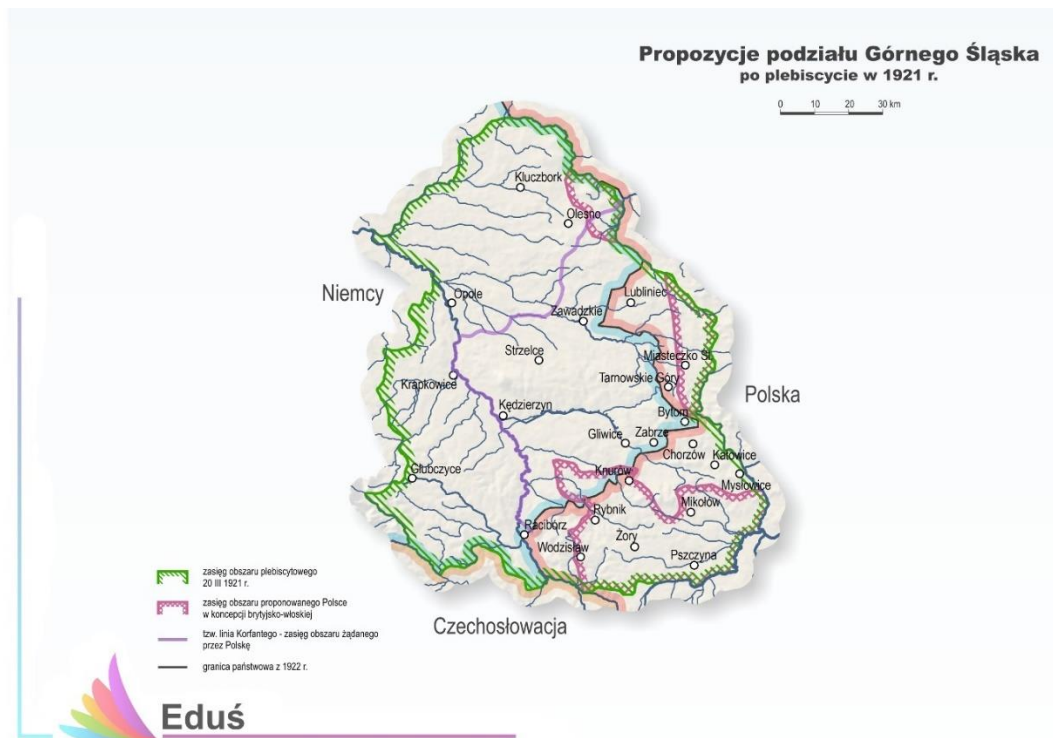 Propozycje podziału Górnego Śląska
po plebiscycie w 1921 r.
0 10 20 30 km
Kluczbork
Olesno
Niemcy
Opole
Lubliniec
Zawadzkie
Strzelce
Miasteczko Śl.
Krapkowice
Tarnowskie Góry
Polska
Kędzierzyn
Bytom
Gliwice
Zabrze
Chorzów
Katowice
Głubczyce
Knurów
Mysłowice
Mikołów
Rybnik
Racibórz
Żory
Wodzisław
Pszczyna
Czechosłowacja
zasięg obszaru plebiscytowego
20 III 1921 r.
zasięg obszaru proponowanego Polsce
w koncepcji brytyjsko-włoskiej
tzw. linia Korfantego - zasięg obszaru żądanego
przez Polskę
granica państwowa z 1922 r.
Eduś